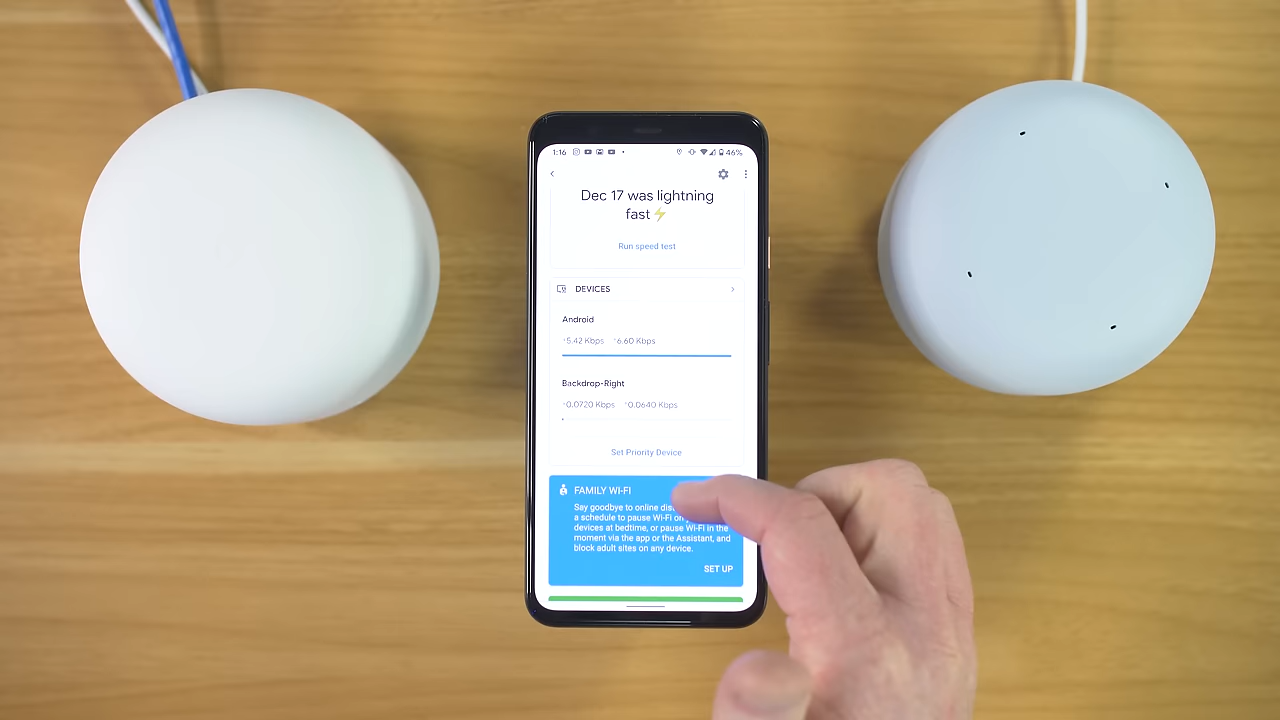 1:16
46%
Dec 17 was lightning
fast⚡
Run speed test
DEVICES
Android
5.42 Kbps 6.60 Kbps
Backdrop-Right
0.0720 Kbps 0.0640 Kbps
Set Priority Device
FAMILY WI-FI
Say goodbye to online
a schedule to pause Wi-Fi on
devices at bedtime, or pause Wi-Fi in the
moment via the app or the Assistant, and
block adult sites on any device.
SET UP